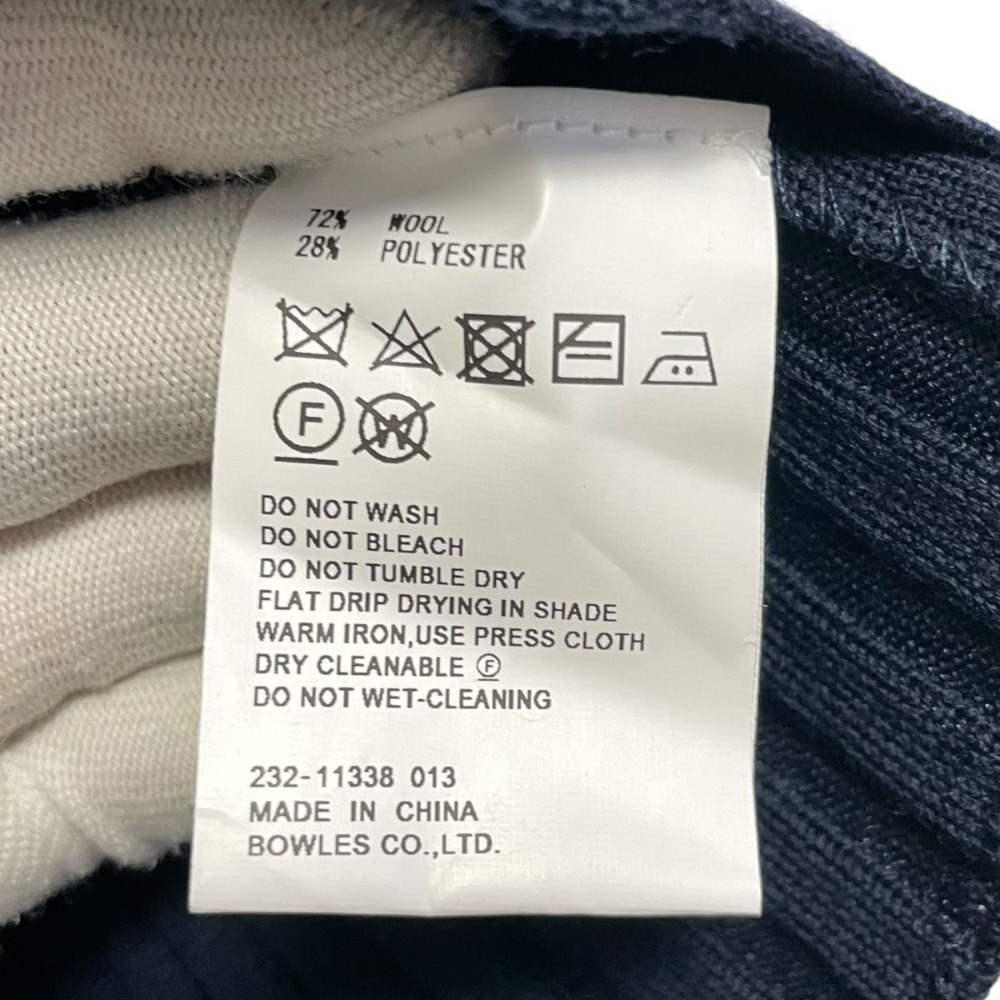 72% WOOL
28% POLYESTER
F W
DO NOT WASH
DO NOT BLEACH
DO NOT TUMBLE DRY
FLAT DRIP DRYING IN SHADE
WARM IRON,USE PRESS CLOTH
DRY CLEANABLE Ⓕ
DO NOT WET-CLEANING
232-11338 013
MADE IN CHINA
BOWLES CO.,LTD.